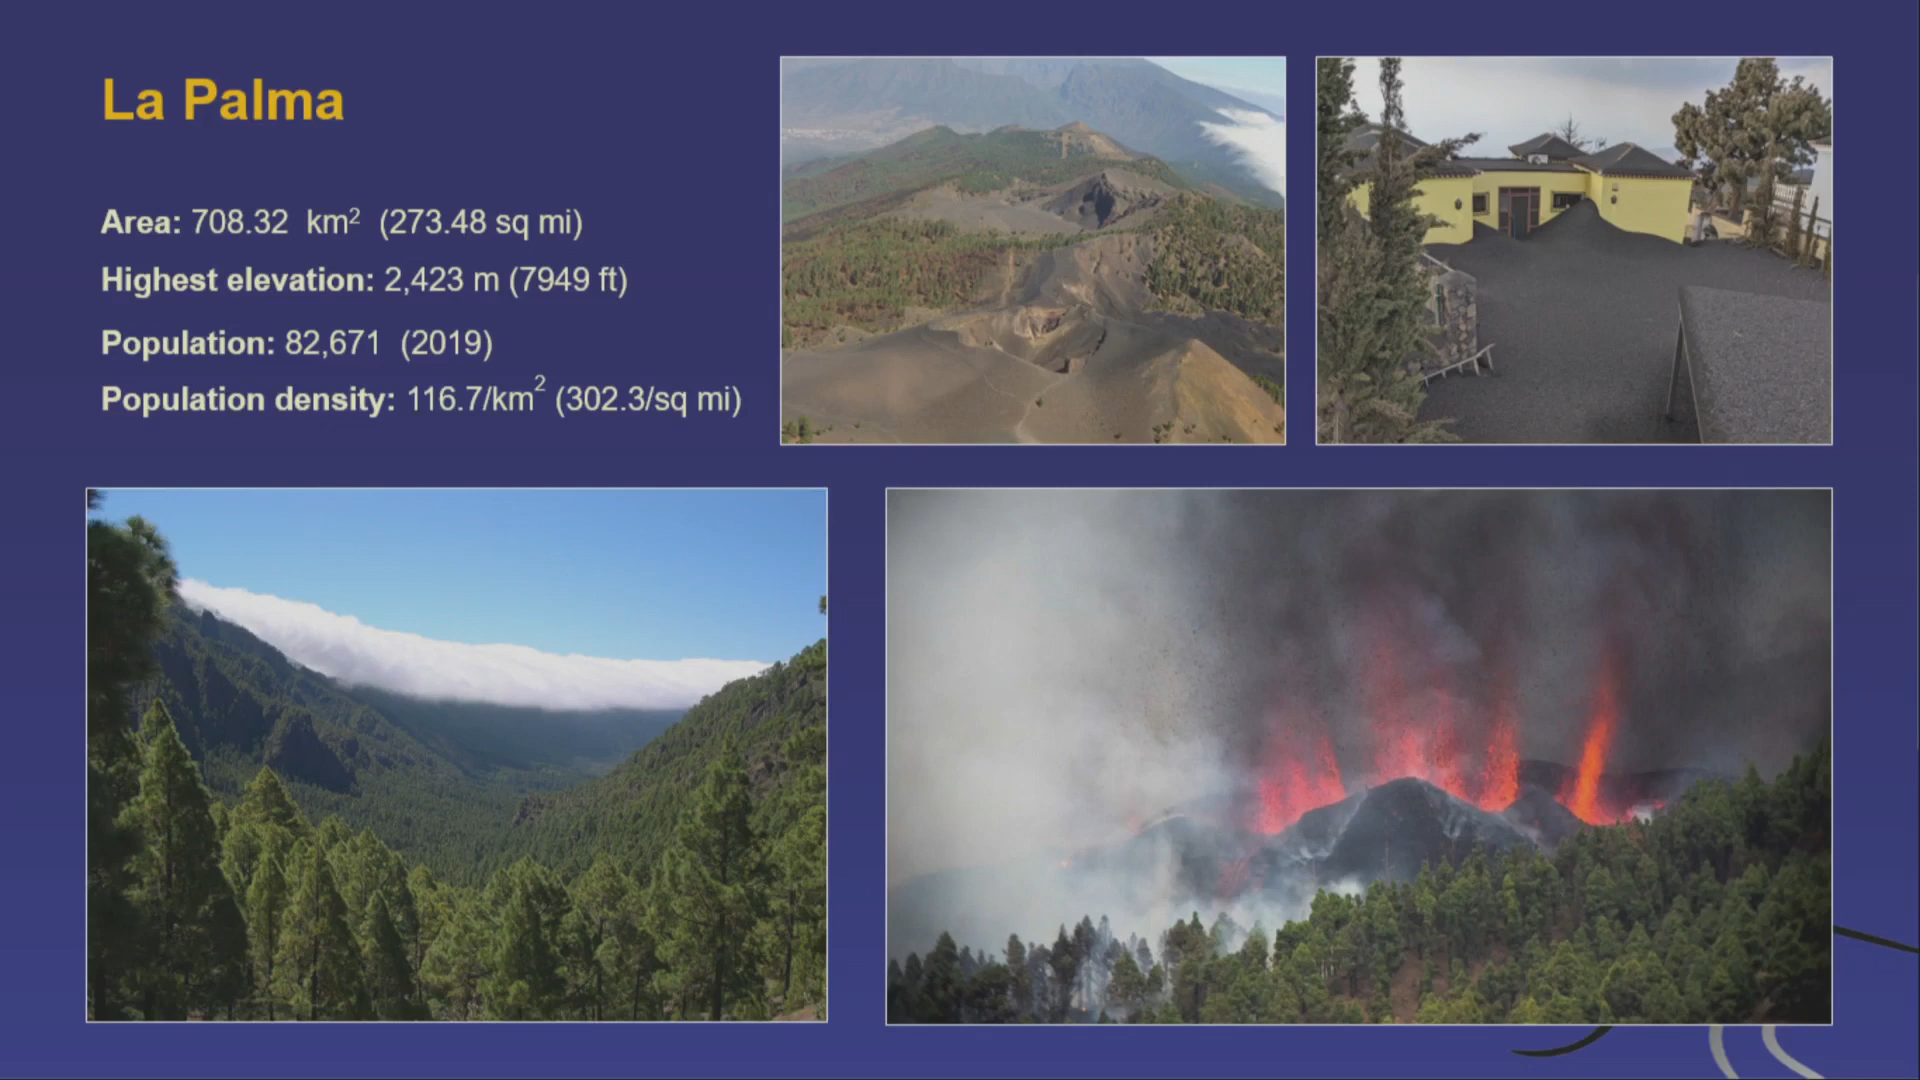 La Palma
Area: 708.32 km² (273.48 sq mi)
Highest elevation: 2,423 m (7949 ft)
Population: 82,671 (2019)
Population density: 116.7/km² (302.3/sq mi)